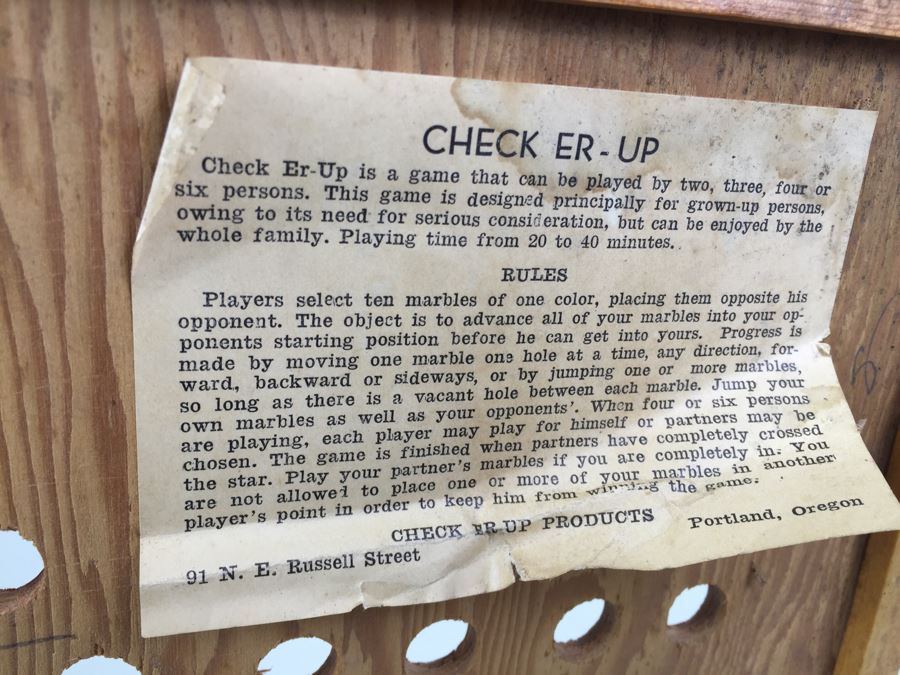 CHECK ER-UP
Check Er-Up is a game that can be played by two, three, four or
six persons. This game is designed principally for grown-up persons,
owing to its need for serious consideration, but can be enjoyed by the
whole family. Playing time from 20 to 40 minutes.
RULES
Players select ten marbles of one color, placing them opposite his
opponent. The object is to advance all of your marbles into your op-
ponents starting position before he can get into yours. Progress is
made by moving one marble one hole at a time, any direction, for-
ward, backward or sideways, or by jumping one or more marbles,
so long as there is a vacant hole between each marble. Jump your
own marbles as well as your opponents'. When four or six persons
are playing, each player may play for himself or partners may be
chosen. The game is finished when partners have completely crossed
the star. Play your partner's marbles if you are completely in. You
are not allowed to place one or more of your marbles in another
player's point in order to keep him from winning the game.
CHECK ER-UP PRODUCTS
91 N. E. Russell Street Portland, Oregon